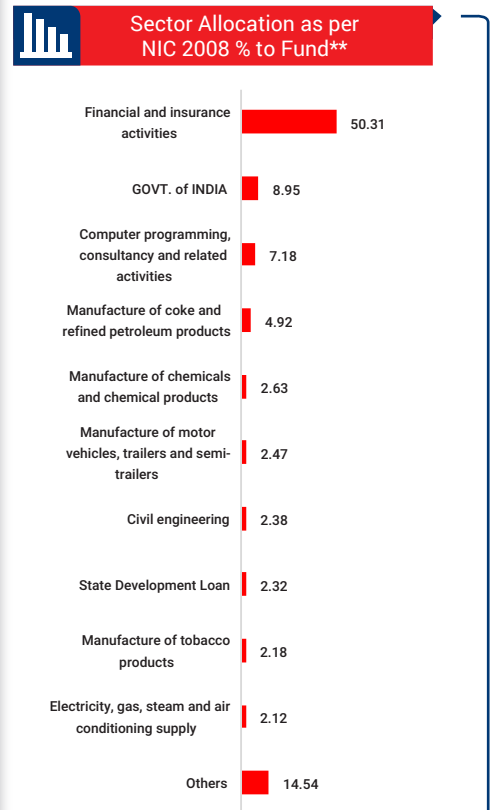 Sector Allocation as per
NIC 2008 % to Fund**
Financial and insurance
activities
50.31
GOVT. of INDIA
8.95
Computer programming,
consultancy and related
activities
7.18
Manufacture of coke and
refined petroleum products
4.92
Manufacture of chemicals
and chemical products
2.63
Manufacture of motor
vehicles, trailers and semi-
trailers
2.47
Civil engineering
2.38
State Development Loan
2.32
Manufacture of tobacco
products
2.18
Electricity, gas, steam and air
conditioning supply
2.12
Others
14.54